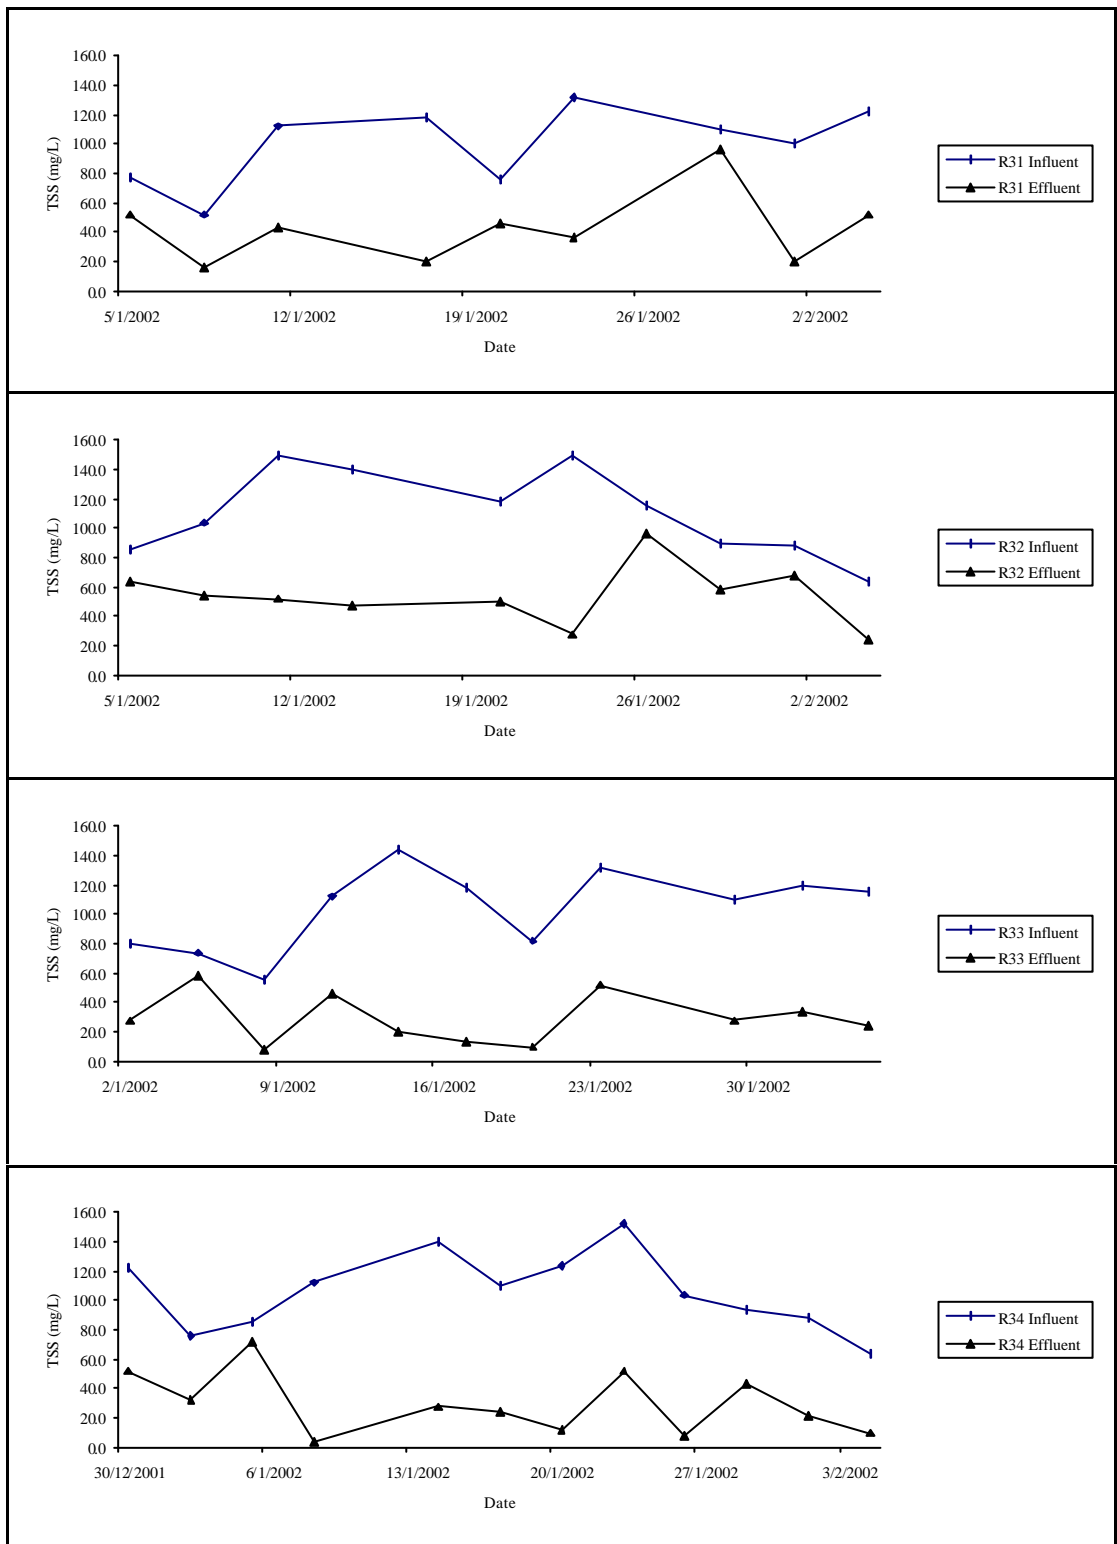 160.0
140.0
120.0
100.0
80.0
60.0
40.0
20.0
0.0
TSS (mg/L)
5/1/2002 12/1/2002 19/1/2002 26/1/2002 2/2/2002
Date
R31 Influent
R31 Effluent
160.0
140.0
120.0
100.0
80.0
60.0
40.0
20.0
0.0
TSS (mg/L)
5/1/2002 12/1/2002 19/1/2002 26/1/2002 2/2/2002
Date
R32 Influent
R32 Effluent
160.0
140.0
120.0
100.0
80.0
60.0
40.0
20.0
0.0
TSS (mg/L)
2/1/2002 9/1/2002 16/1/2002 23/1/2002 30/1/2002
Date
R33 Influent
R33 Effluent
160.0
140.0
120.0
100.0
80.0
60.0
40.0
20.0
0.0
TSS (mg/L)
30/12/2001 6/1/2002 13/1/2002 20/1/2002 27/1/2002 3/2/2002
Date
R34 Influent
R34 Effluent